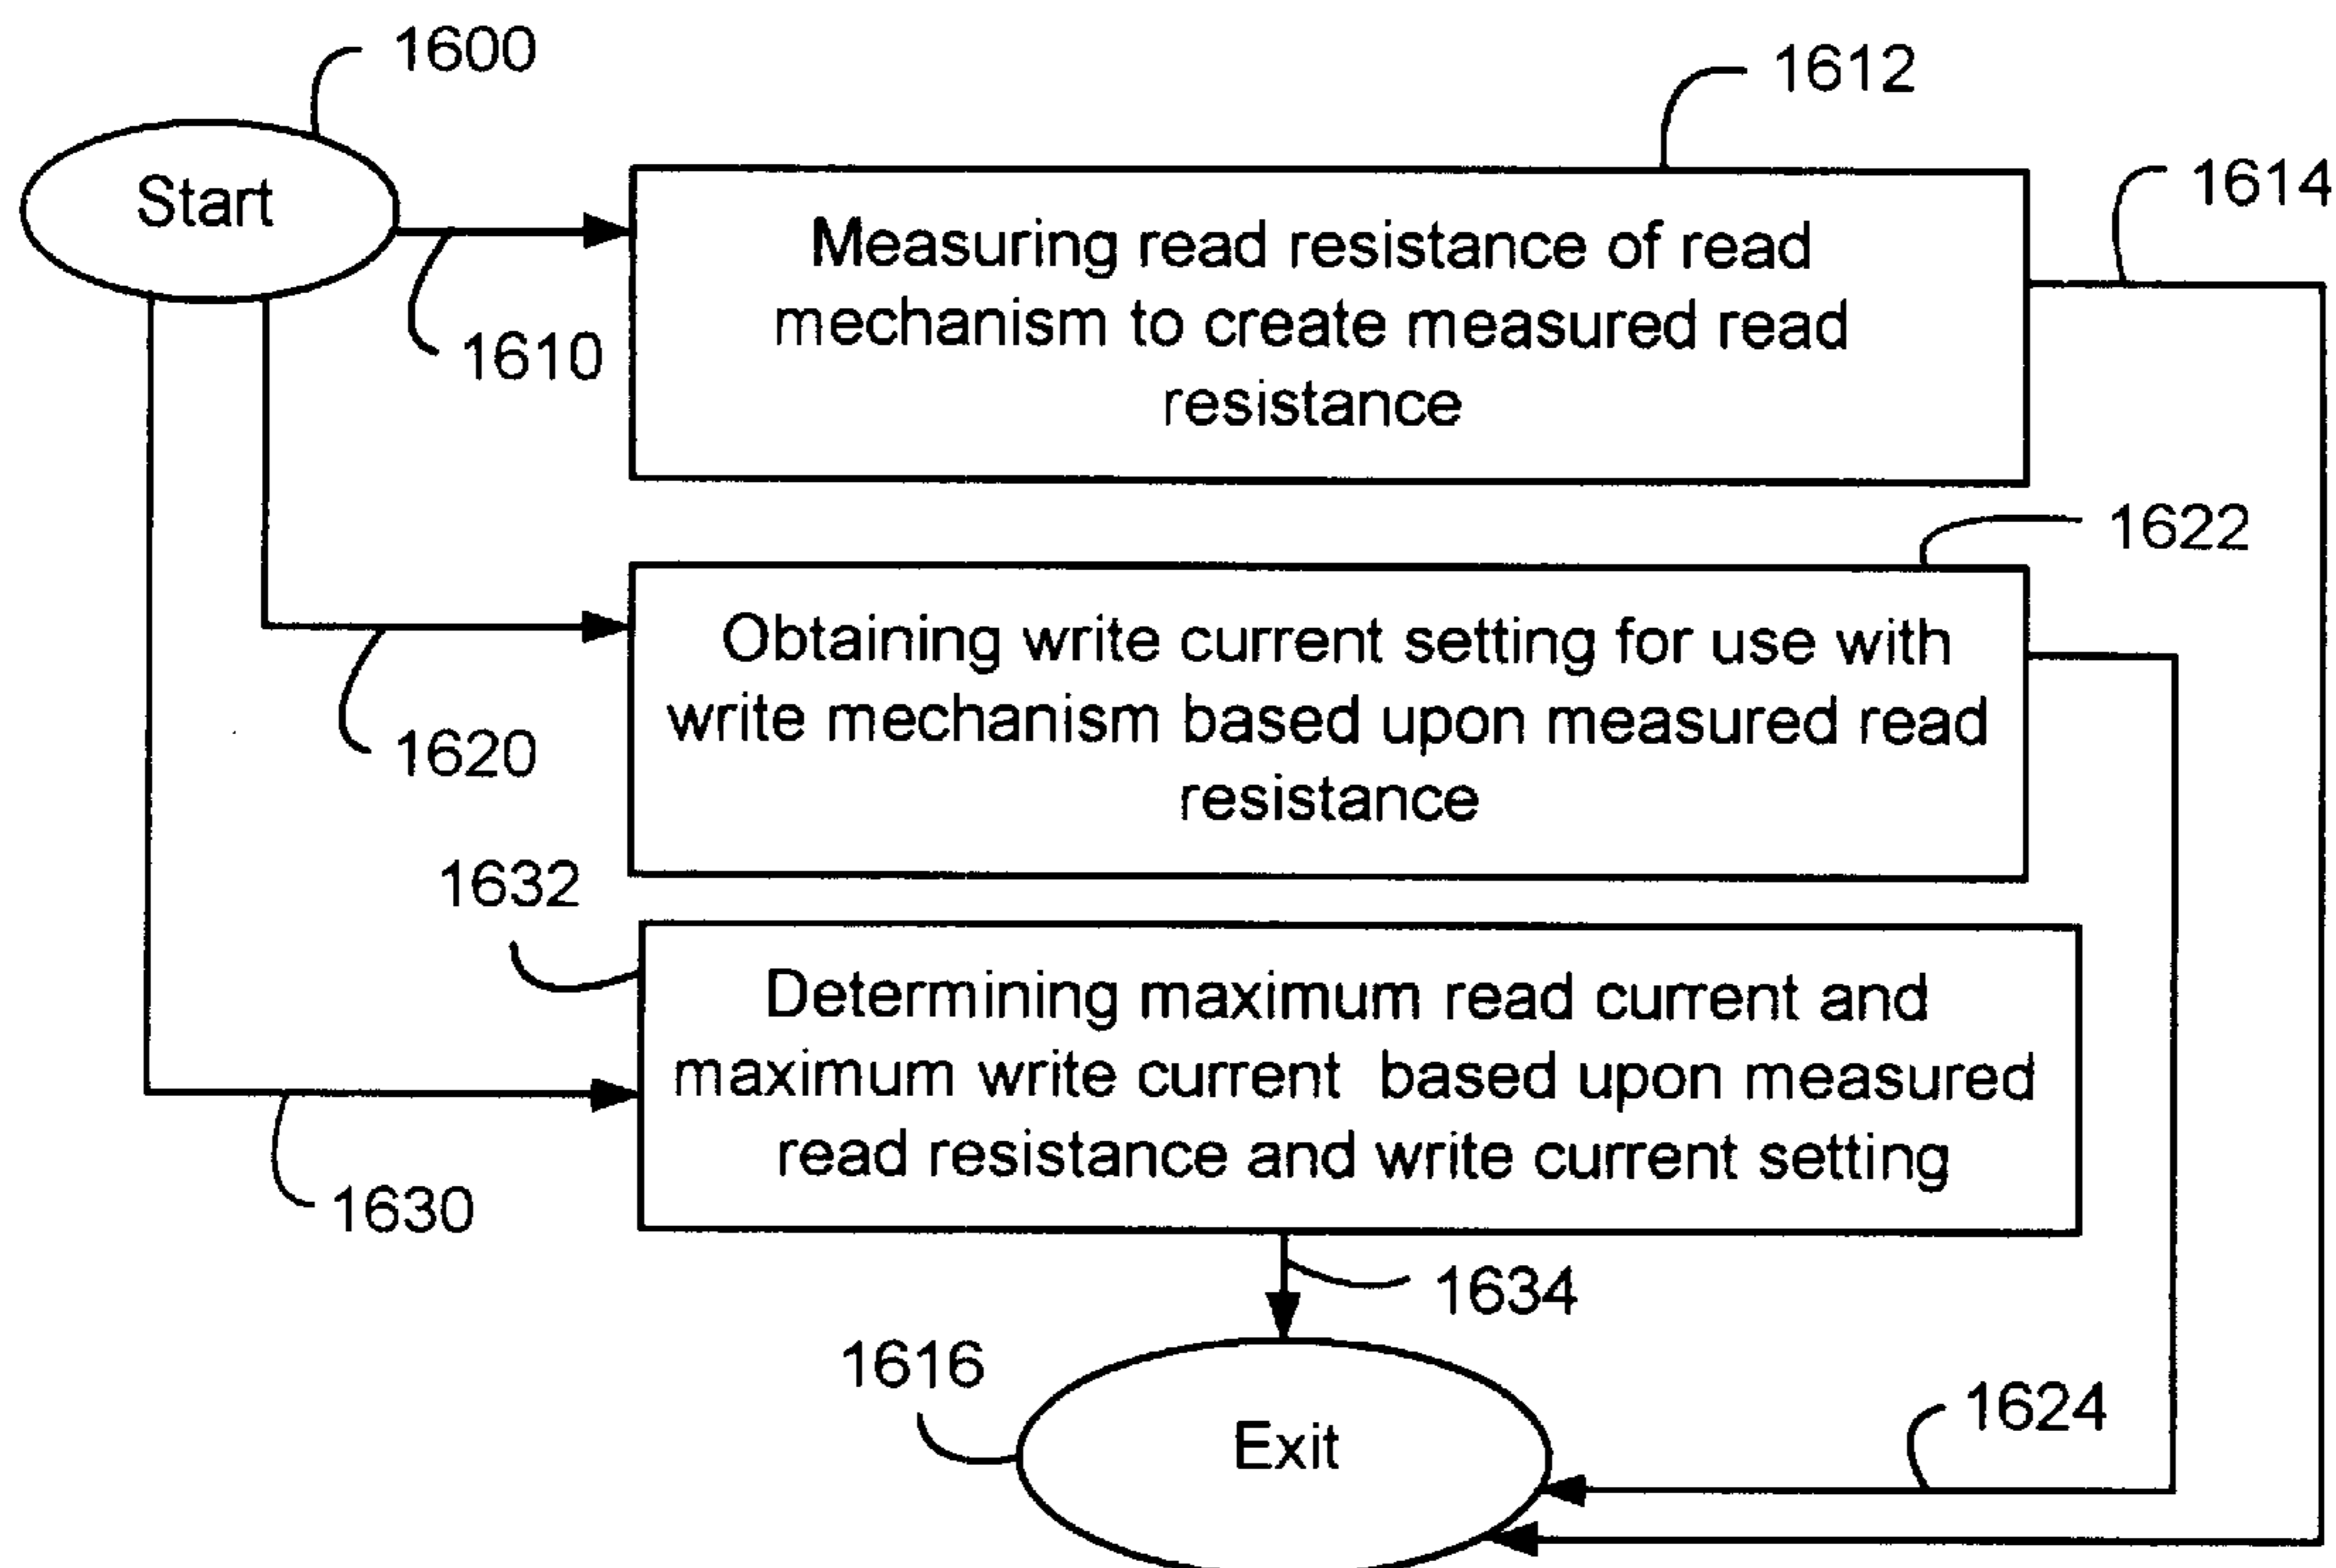 1600
1612
Start
1614
Measuring read resistance of read
mechanism to create measured read
resistance
1610
1622
Obtaining write current setting for use with
write mechanism based upon measured read
resistance
1620
1632
Determining maximum read current and
maximum write current based upon measured
read resistance and write current setting
1630
1634
1616
Exit
1624